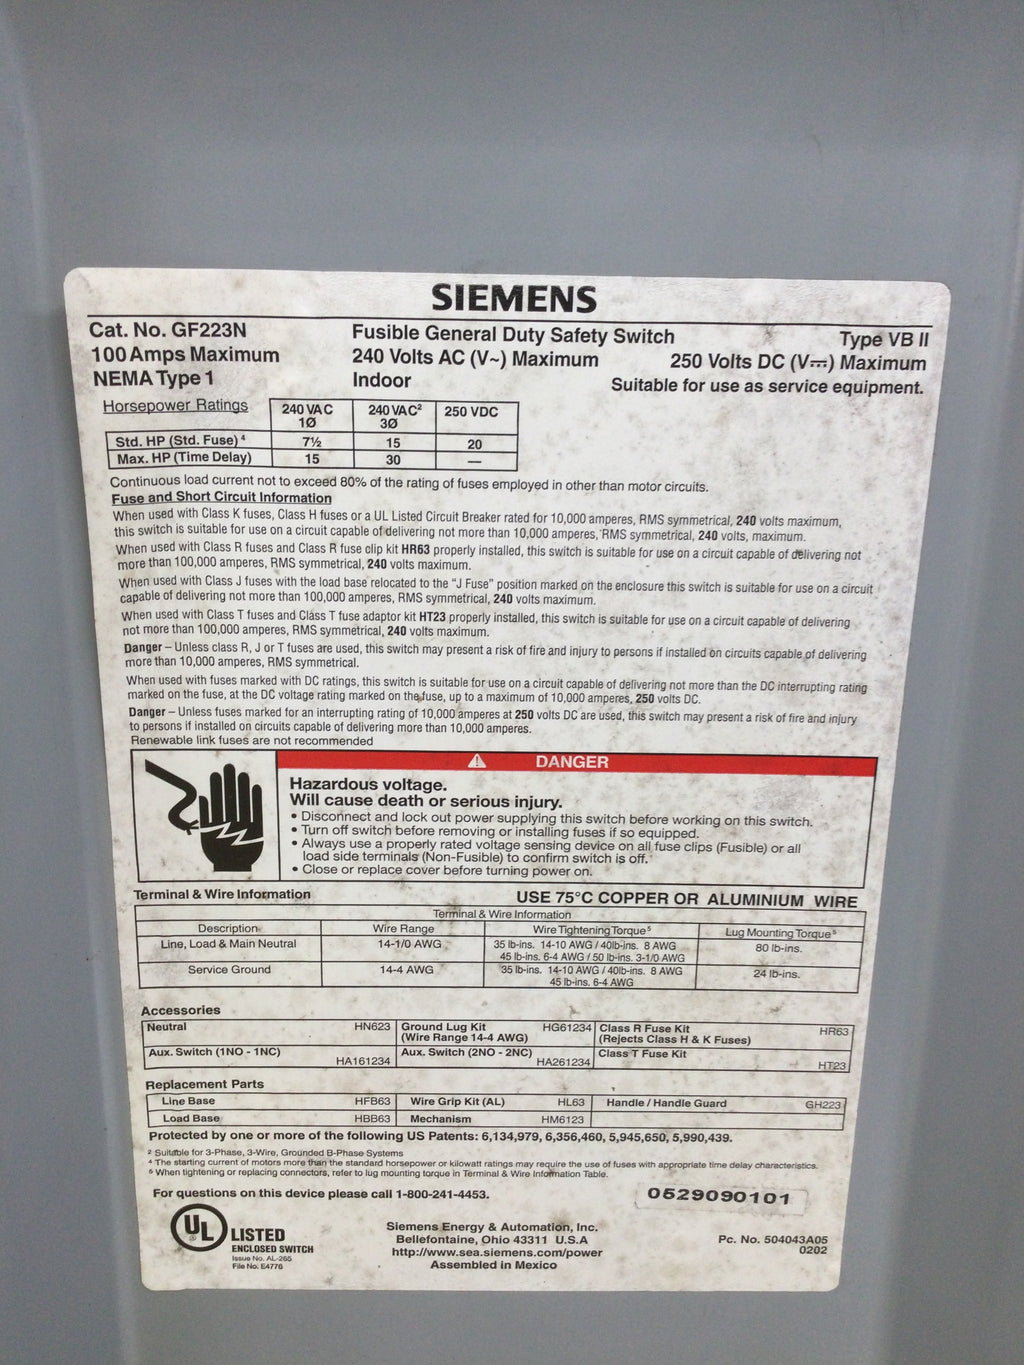 SIEMENS
Cat. No. GF223N Fusible General Duty Safety Switch Type VB II
100 Amps Maximum 240 Volts AC (V~) Maximum 250 Volts DC (V⎓) Maximum
NEMA Type 1 Indoor Suitable for use as service equipment.
Horsepower Ratings 240 VAC 1Ø 240 VAC² 3Ø 250 VDC
Std. HP (Std. Fuse) ⁴ 7½ 15 20
Max. HP (Time Delay) 15 30 —
Continuous load current not to exceed 80% of the rating of fuses employed in other than motor circuits.
Fuse and Short Circuit Information
When used with Class K fuses, Class H fuses or a UL Listed Circuit Breaker rated for 10,000 amperes, RMS symmetrical, 240 volts maximum,
this switch is suitable for use on a circuit capable of delivering not more than 10,000 amperes, RMS symmetrical, 240 volts, maximum.
When used with Class R fuses and Class R fuse clip kit HR63 properly installed, this switch is suitable for use on a circuit capable of delivering not
more than 100,000 amperes, RMS symmetrical, 240 volts maximum.
When used with Class J fuses with the load base relocated to the "J Fuse" position marked on the enclosure this switch is suitable for use on a circuit
capable of delivering not more than 100,000 amperes, RMS symmetrical, 240 volts maximum.
When used with Class T fuses and Class T fuse adaptor kit HT23 properly installed, this switch is suitable for use on a circuit capable of delivering
not more than 100,000 amperes, RMS symmetrical, 240 volts maximum.
Danger – Unless class R, J or T fuses are used, this switch may present a risk of fire and injury to persons if installed on circuits capable of delivering
more than 10,000 amperes, RMS symmetrical.
When used with fuses marked with DC ratings, this switch is suitable for use on a circuit capable of delivering not more than the DC interrupting rating
marked on the fuse, at the DC voltage rating marked on the fuse, up to a maximum of 10,000 amperes, 250 volts DC.
Danger – Unless fuses marked for an interrupting rating of 10,000 amperes at 250 volts DC are used, this switch may present a risk of fire and injury
to persons if installed on circuits capable of delivering more than 10,000 amperes.
Renewable link fuses are not recommended
DANGER
Hazardous voltage.
Will cause death or serious injury.
• Disconnect and lock out power supplying this switch before working on this switch.
• Turn off switch before removing or installing fuses if so equipped.
• Always use a properly rated voltage sensing device on all fuse clips (Fusible) or all
load side terminals (Non-Fusible) to confirm switch is off.
• Close or replace cover before turning power on.
Terminal & Wire Information USE 75°C COPPER OR ALUMINIUM WIRE
Terminal & Wire Information
Description Wire Range Wire Tightening Torque⁵ Lug Mounting Torque⁵
Line, Load & Main Neutral 14-1/0 AWG 35 lb-ins. 14-10 AWG / 40lb-ins. 8 AWG 80 lb-ins.
45 lb-ins. 6-4 AWG / 50 lb-ins. 3-1/0 AWG
Service Ground 14-4 AWG 35 lb-ins. 14-10 AWG / 40lb-ins. 8 AWG 24 lb-ins.
45 lb-ins. 6-4 AWG
Accessories
Neutral HN623 Ground Lug Kit HG61234 Class R Fuse Kit HR63
(Wire Range 14-4 AWG) (Rejects Class H & K Fuses)
Aux. Switch (1NO - 1NC) HA161234 Aux. Switch (2NO - 2NC) HA261234 Class T Fuse Kit HT23
Replacement Parts
Line Base HFB63 Wire Grip Kit (AL) HL63 Handle / Handle Guard GH223
Load Base HBB63 Mechanism HM6123
Protected by one or more of the following US Patents: 6,134,979, 6,356,460, 5,945,650, 5,990,439.
² Suitable for 3-Phase, 3-Wire, Grounded B-Phase Systems
⁴ The starting current of motors more than the standard horsepower or kilowatt ratings may require the use of fuses with appropriate time delay characteristics.
⁵ When tightening or replacing connectors, refer to lug mounting torque in Terminal & Wire Information Table.
For questions on this device please call 1-800-241-4453. 0529090101
UL LISTED
ENCLOSED SWITCH
Issue No. AL-265
File No. E4776
Siemens Energy & Automation, Inc.
Bellefontaine, Ohio 43311 U.S.A
http://www.sea.siemens.com/power
Assembled in Mexico
Pc. No. 504043A05
0202